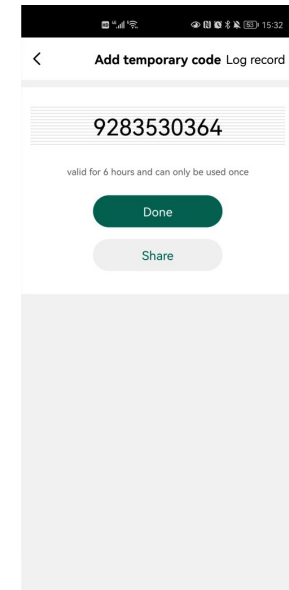 53 15:32
Add temporary code Log record
9283530364
valid for 6 hours and can only be used once
Done
Share